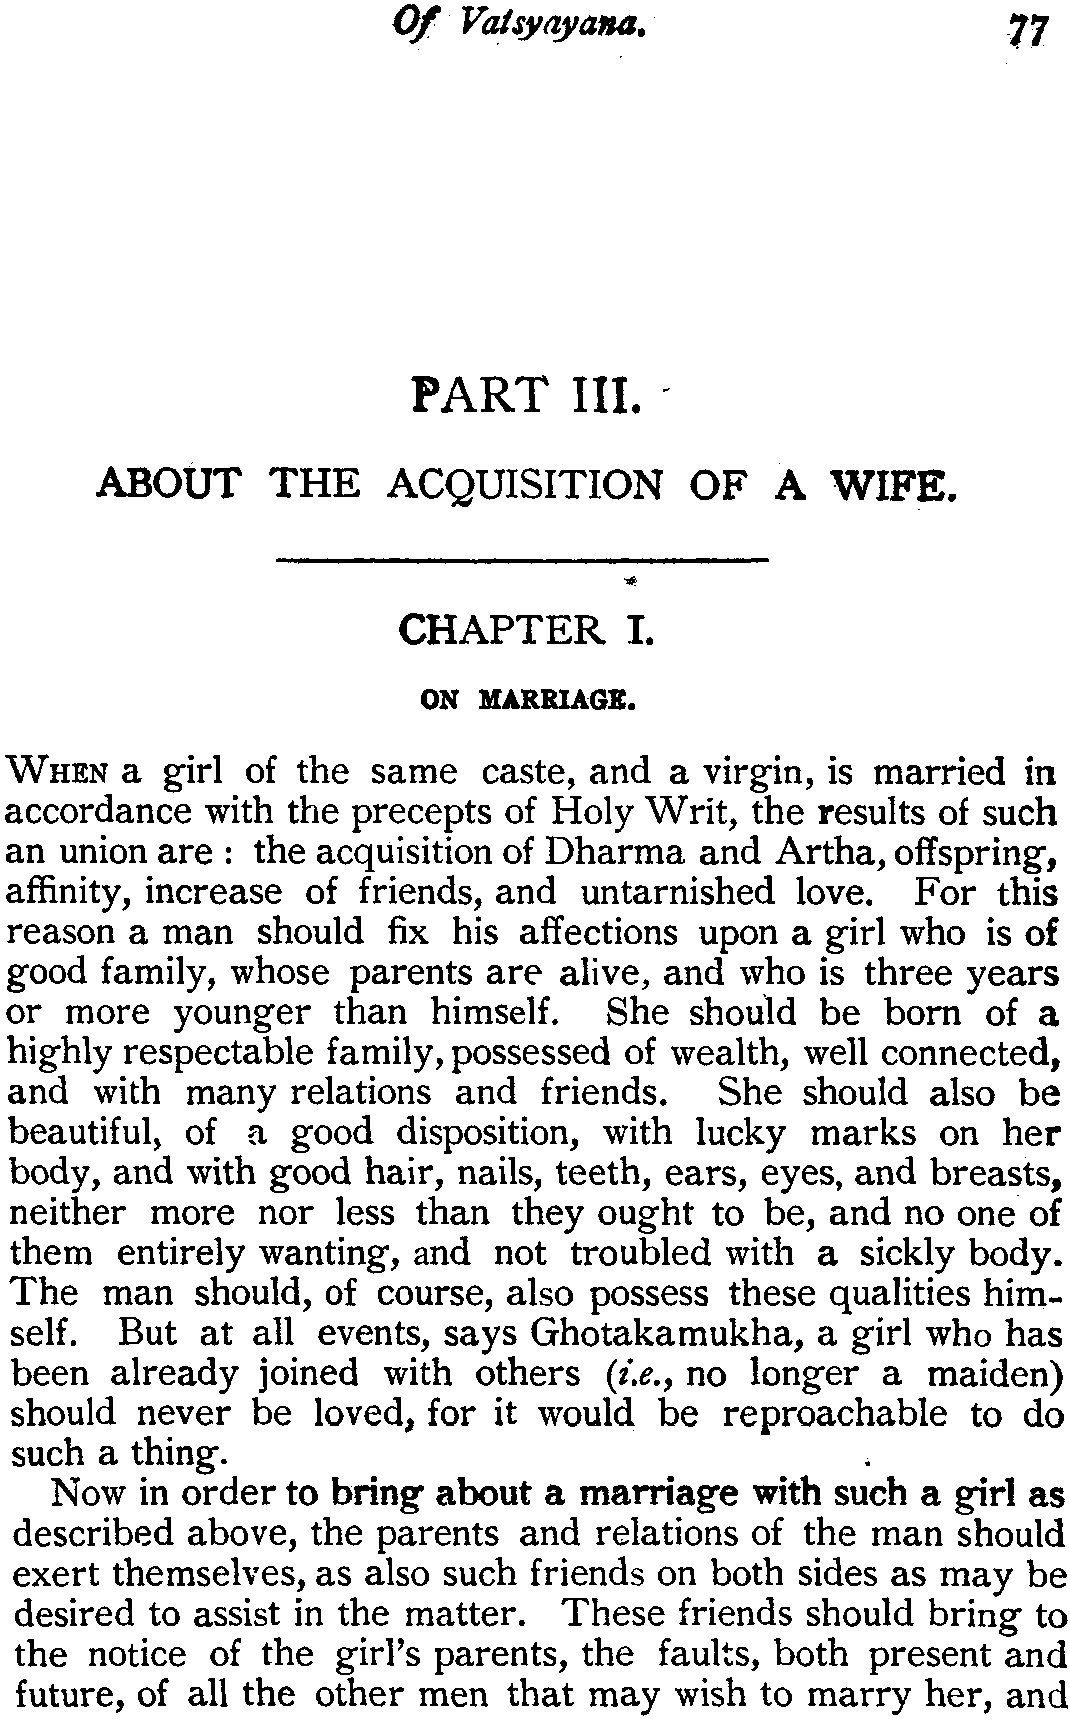 Of Vatsyayana.
77
PART III.
ABOUT THE ACQUISITION OF A WIFE.
CHAPTER I.
ON MARRIAGE.
WHEN a girl of the same caste, and a virgin, is married in
accordance with the precepts of Holy Writ, the results of such
an union are : the acquisition of Dharma and Artha, offspring,
affinity, increase of friends, and untarnished love. For this
reason a man should fix his affections upon a girl who is of
good family, whose parents are alive, and who is three years
or more younger than himself. She should be born of a
highly respectable family, possessed of wealth, well connected,
and with many relations and friends. She should also be
beautiful, of a good disposition, with lucky marks on her
body, and with good hair, nails, teeth, ears, eyes, and breasts,
neither more nor less than they ought to be, and no one of
them entirely wanting, and not troubled with a sickly body.
The man should, of course, also possess these qualities him-
self. But at all events, says Ghotakamukha, a girl who has
been already joined with others (i.e., no longer a maiden)
should never be loved, for it would be reproachable to do
such a thing.
Now in order to bring about a marriage with such a girl as
described above, the parents and relations of the man should
exert themselves, as also such friends on both sides as may be
desired to assist in the matter. These friends should bring to
the notice of the girl's parents, the faults, both present and
future, of all the other men that may wish to marry her, and